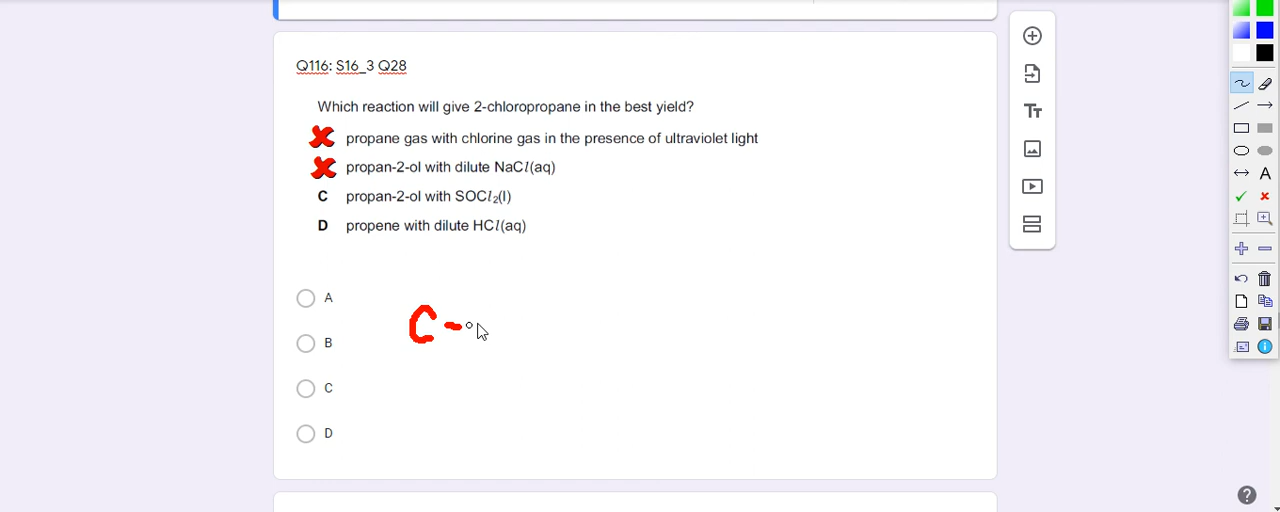 Q116: S16_3 Q28
Which reaction will give 2-chloropropane in the best yield?
propane gas with chlorine gas in the presence of ultraviolet light
propan-2-ol with dilute NaCl(aq)
C propan-2-ol with SOCl₂(l)
D propene with dilute HCl(aq)
A
C -
B
C
D
Tт
A
?